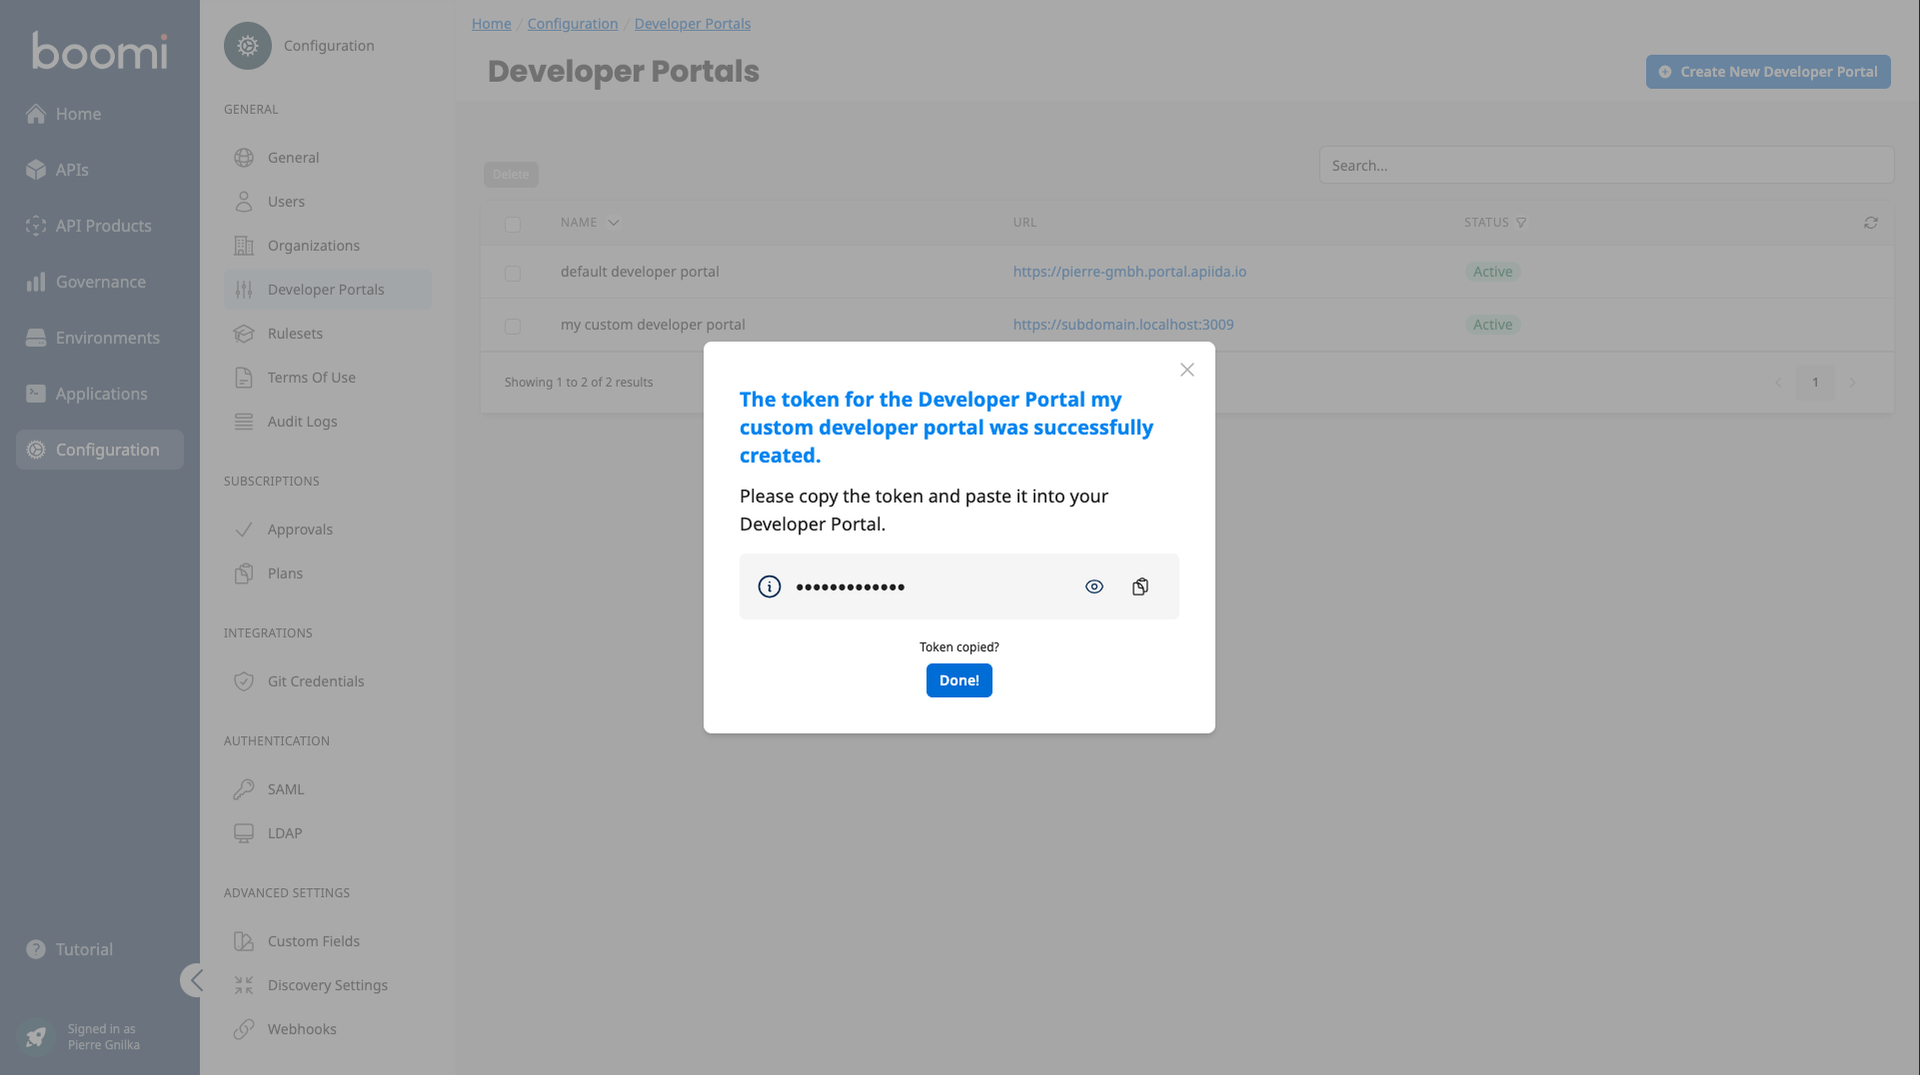 boomi
Home
APIs
API Products
Governance
Environments
Applications
Configuration
Tutorial
Signed in as
Pierre Gnilka
Configuration
GENERAL
General
Users
Organizations
Developer Portals
Rulesets
Terms Of Use
Audit Logs
SUBSCRIPTIONS
Approvals
Plans
INTEGRATIONS
Git Credentials
AUTHENTICATION
SAML
LDAP
ADVANCED SETTINGS
Custom Fields
Discovery Settings
Webhooks
Home / Configuration / Developer Portals
Developer Portals
Create New Developer Portal
Delete
Search...
NAME URL STATUS
default developer portal https://pierre-gmbh.portal.apiida.io Active
my custom developer portal https://subdomain.localhost:3009 Active
Showing 1 to 2 of 2 results
1
The token for the Developer Portal my
custom developer portal was successfully
created.
Please copy the token and paste it into your
Developer Portal.
•••••••••••••
Token copied?
Done!